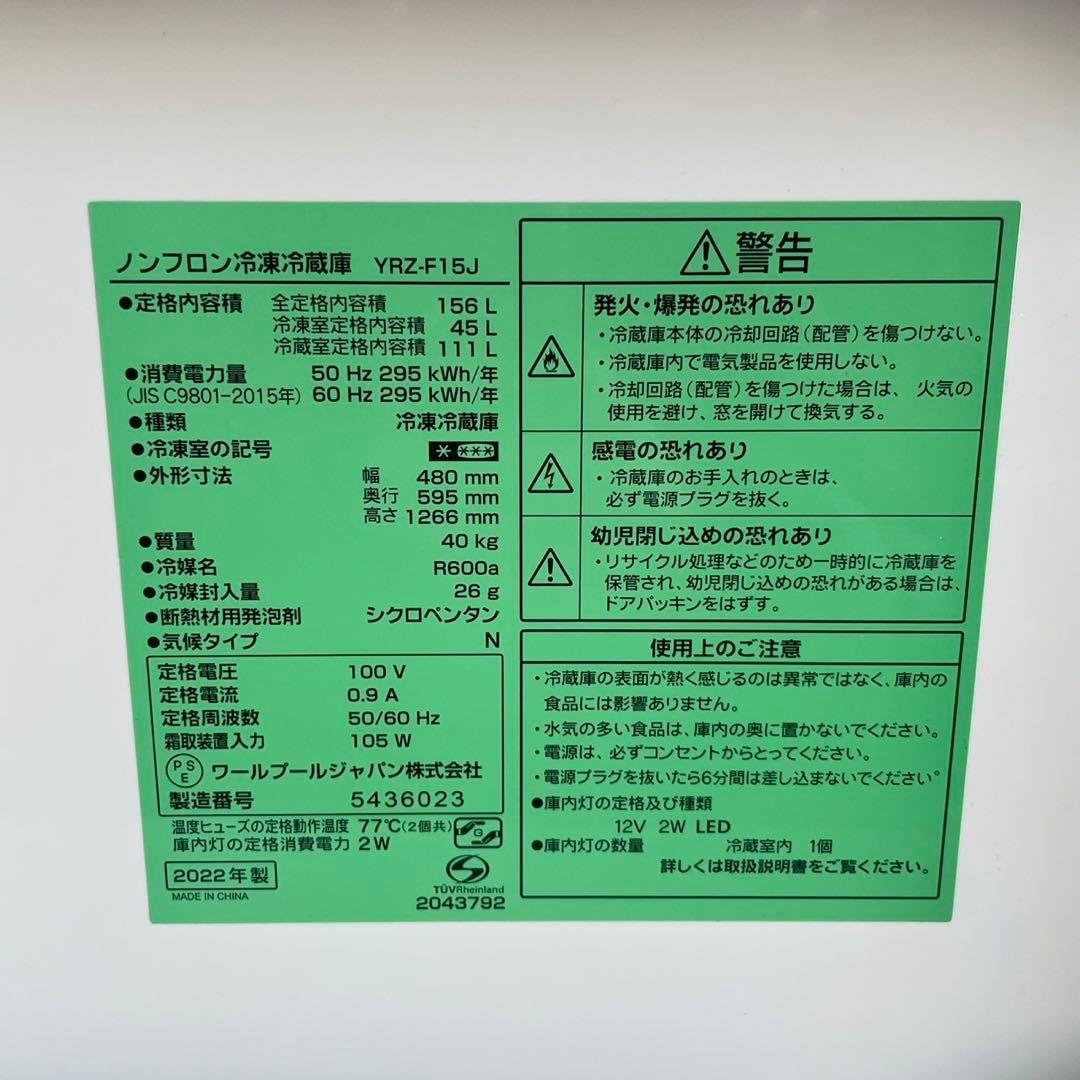 ノンフロン冷凍冷蔵庫 YRZ-F15J
●定格内容積 全定格内容積 156 L
冷凍室定格内容積 45 L
冷蔵室定格内容積 111 L
●消費電力量 50 Hz 295 kWh/年
(JIS C9801-2015年) 60 Hz 295 kWh/年
●種類 冷凍冷蔵庫
●冷凍室の記号
●外形寸法 幅 480 mm
奥行 595 mm
高さ 1266 mm
●質量 40 kg
●冷媒名 R600a
●冷媒封入量 26 g
●断熱材用発泡剤 シクロペンタン
●気候タイプ N
定格電圧 100 V
定格電流 0.9 A
定格周波数 50/60 Hz
霜取装置入力 105 W
PSE ワールプールジャパン株式会社
製造番号 5436023
温度ヒューズの定格動作温度 77℃(2個共)
庫内灯の定格消費電力 2W
G
2022年製
MADE IN CHINA
TÜVRheinland
2043792
警告
発火・爆発の恐れあり
・冷蔵庫本体の冷却回路(配管)を傷つけない。
・冷蔵庫内で電気製品を使用しない。
・冷却回路(配管)を傷つけた場合は、火気の
使用を避け、窓を開けて換気する。
感電の恐れあり
・冷蔵庫のお手入れのときは、
必ず電源プラグを抜く。
幼児閉じ込めの恐れあり
・リサイクル処理などのため一時的に冷蔵庫を
保管され、幼児閉じ込めの恐れがある場合は、
ドアパッキンをはずす。
使用上のご注意
・冷蔵庫の表面が熱く感じるのは異常ではなく、庫内の
食品には影響ありません。
・水気の多い食品は、庫内の奥に置かないでください。
・電源は、必ずコンセントからとってください。
・電源プラグを抜いたら6分間は差し込まないでください。
●庫内灯の定格及び種類
12V 2W LED
●庫内灯の数量 冷蔵室内 1個
詳しくは取扱説明書をご覧ください。